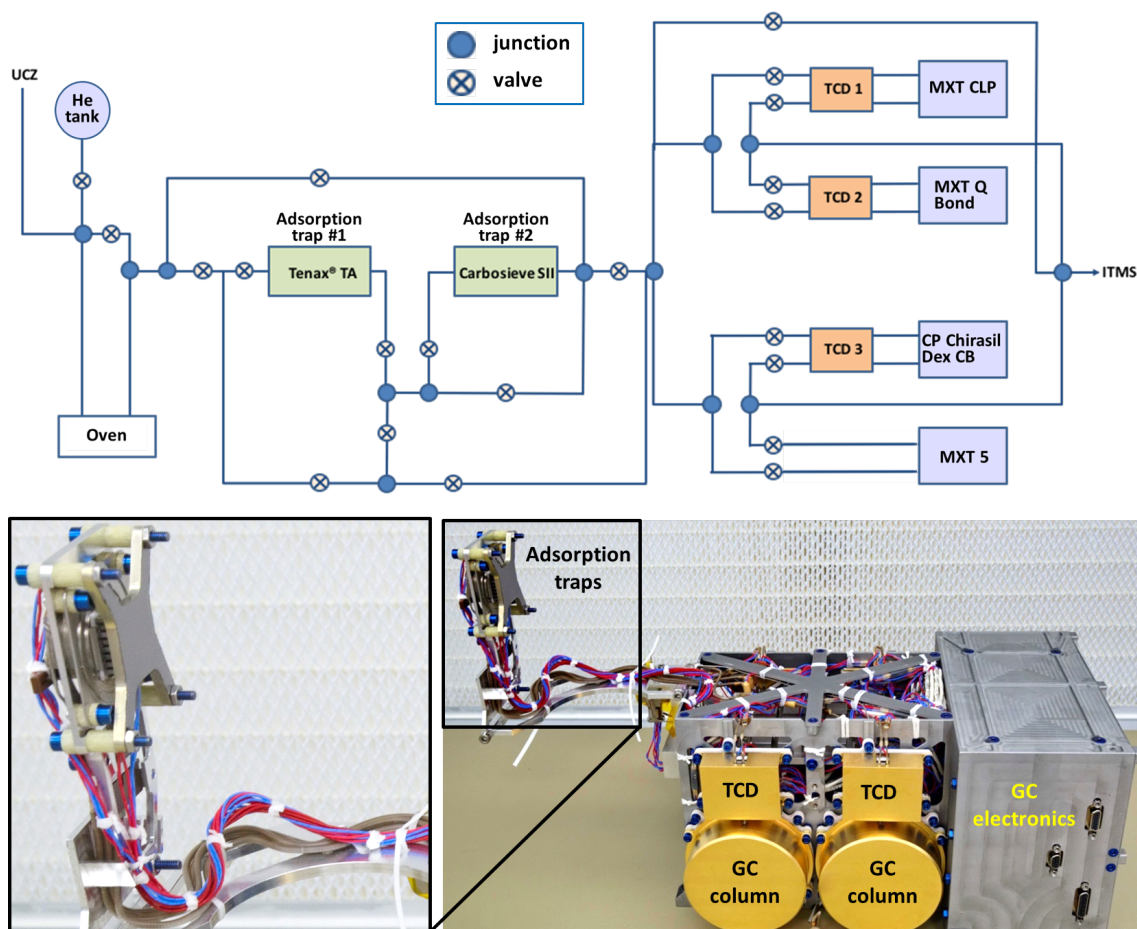 junction
valve
UCZ
He
tank
Adsorption
trap #1
Tenax® TA
Adsorption
trap #2
Carbosieve SII
Oven
TCD 1
MXT CLP
TCD 2
MXT Q
Bond
ITMS
TCD 3
CP Chirasil
Dex CB
MXT 5
Adsorption
traps
TCD
TCD
GC
column
GC
column
GC
electronics